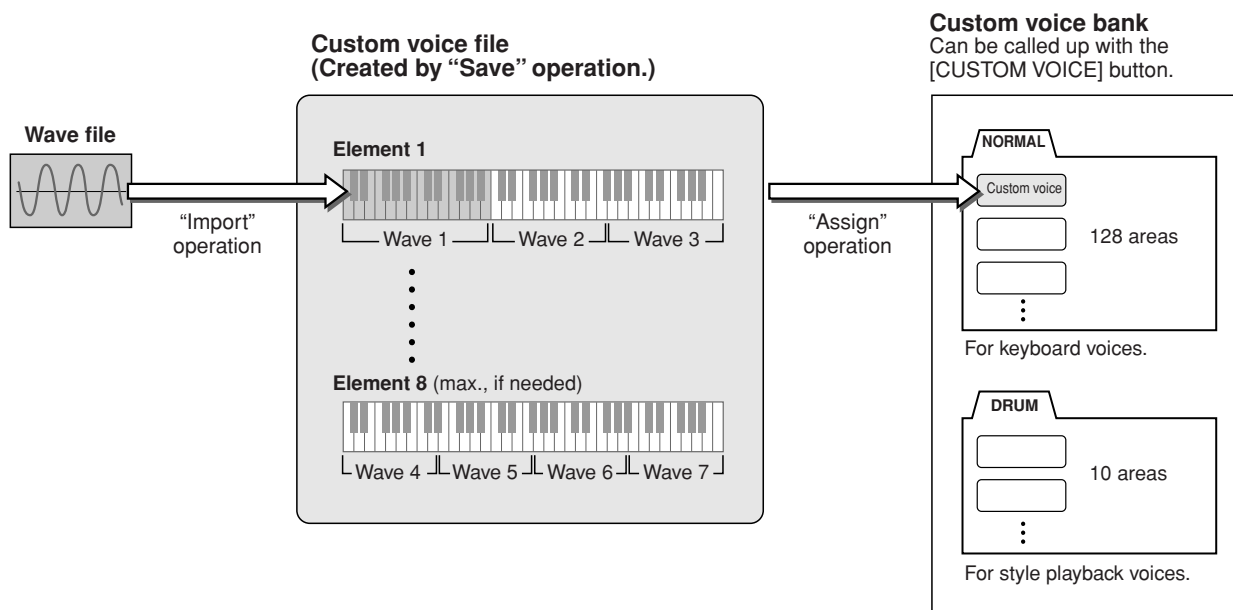 Custom voice file
(Created by “Save” operation.)
Custom voice bank
Can be called up with the
[CUSTOM VOICE] button.
Wave file
“Import”
operation
Element 1
Wave 1
Wave 2
Wave 3
Element 8 (max., if needed)
Wave 4
Wave 5
Wave 6
Wave 7
“Assign”
operation
NORMAL
Custom voice
128 areas
For keyboard voices.
DRUM
10 areas
For style playback voices.